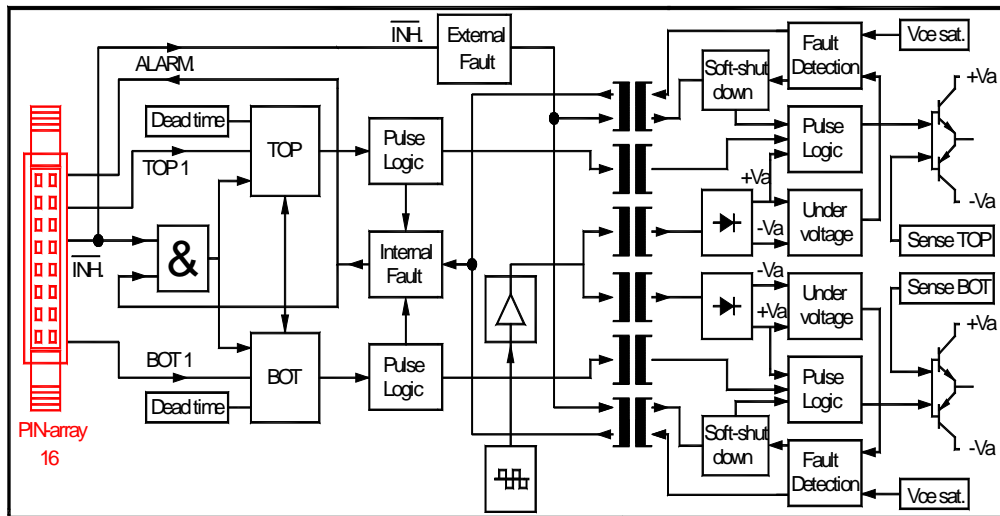 INH.
External
Fault
Vce sat.
Fault
Detection
ALARM.
Soft-shut
down
+Va
Dead time
TOP
TOP 1
Pulse
Logic
Pulse
Logic
+Va
-Va
-Va
Under
voltage
Sense TOP
INH.
&
Internal
Fault
-Va
+Va
Under
voltage
Sense BOT
+Va
BOT 1
BOT
Dead time
Pulse
Logic
Pulse
Logic
PIN-array
16
Soft-shut
down
-Va
Fault
Detection
Vce sat.